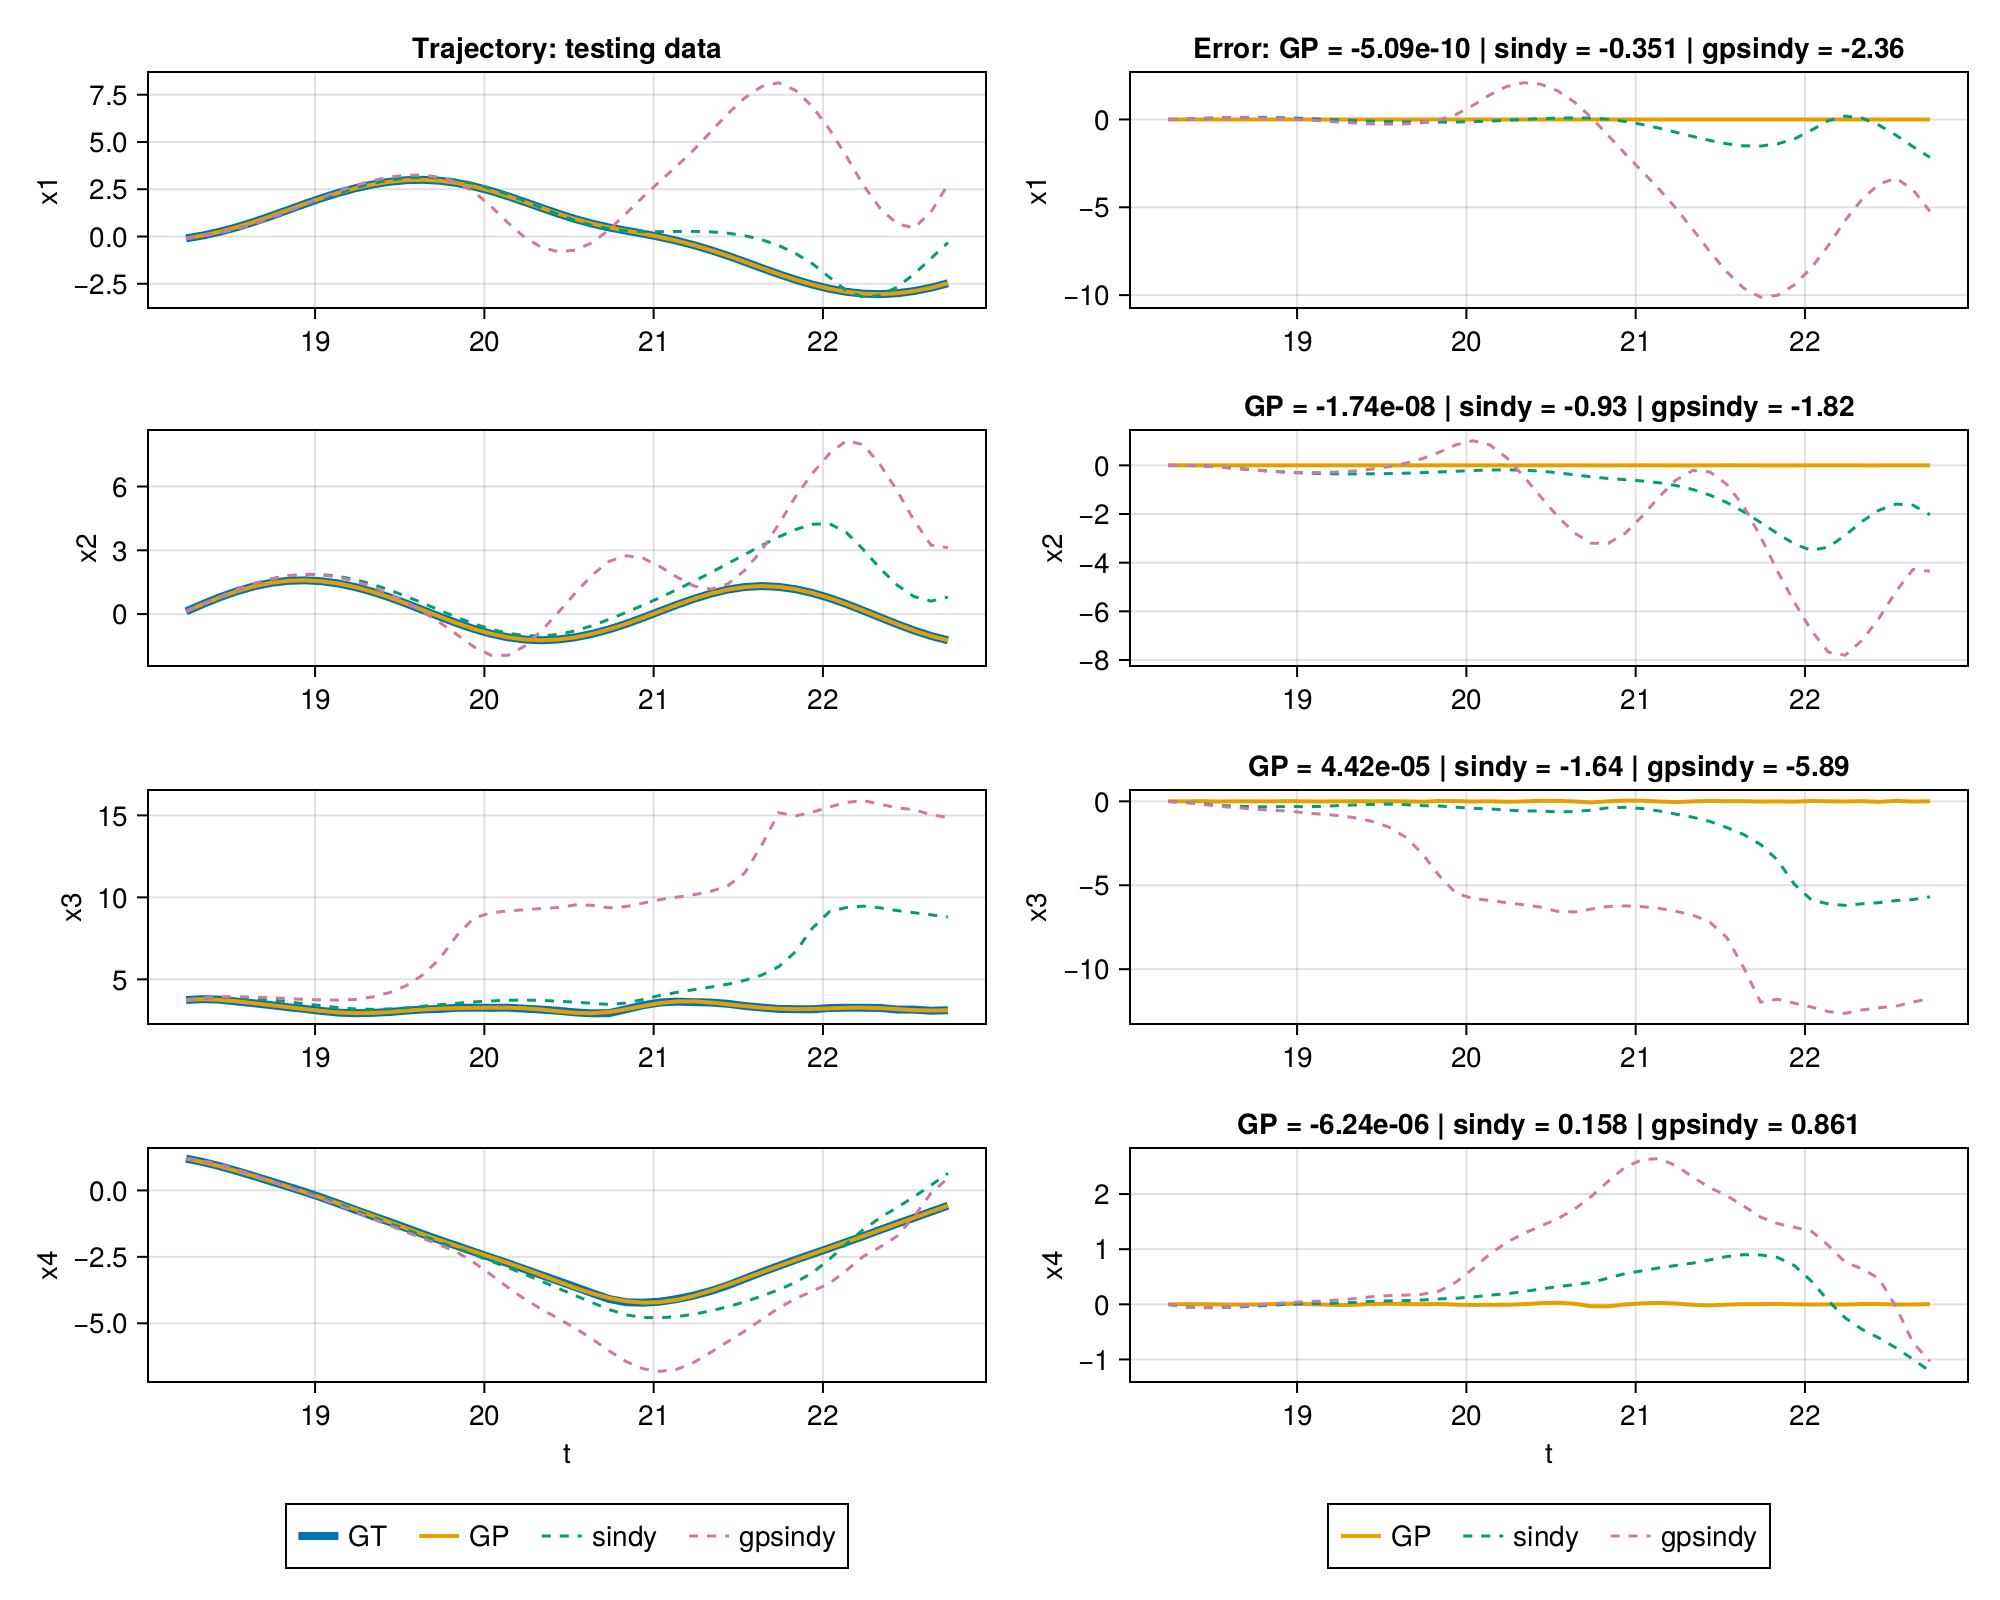 Trajectory: testing data
x1
7.5
5.0
2.5
0.0
−2.5
19 20 21 22
Error: GP = -5.09e-10 | sindy = -0.351 | gpsindy = -2.36
x1
0
−5
−10
19 20 21 22
x2
6
3
0
19 20 21 22
GP = -1.74e-08 | sindy = -0.93 | gpsindy = -1.82
x2
0
−2
−4
−6
−8
19 20 21 22
x3
15
10
5
19 20 21 22
GP = 4.42e-05 | sindy = -1.64 | gpsindy = -5.89
x3
0
−5
−10
19 20 21 22
x4
0.0
−2.5
−5.0
19 20 21 22
t
GP = -6.24e-06 | sindy = 0.158 | gpsindy = 0.861
x4
2
1
0
−1
19 20 21 22
t
GT GP sindy gpsindy
GP sindy gpsindy